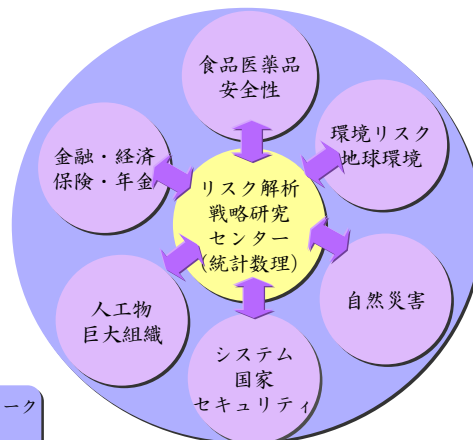 食品医薬品
安全性
環境リスク
地球環境
金融・経済
保険・年金
リスク解析
戦略研究
センター
(統計数理)
自然災害
人工物
巨大組織
システム
国家
セキュリティ
ーク